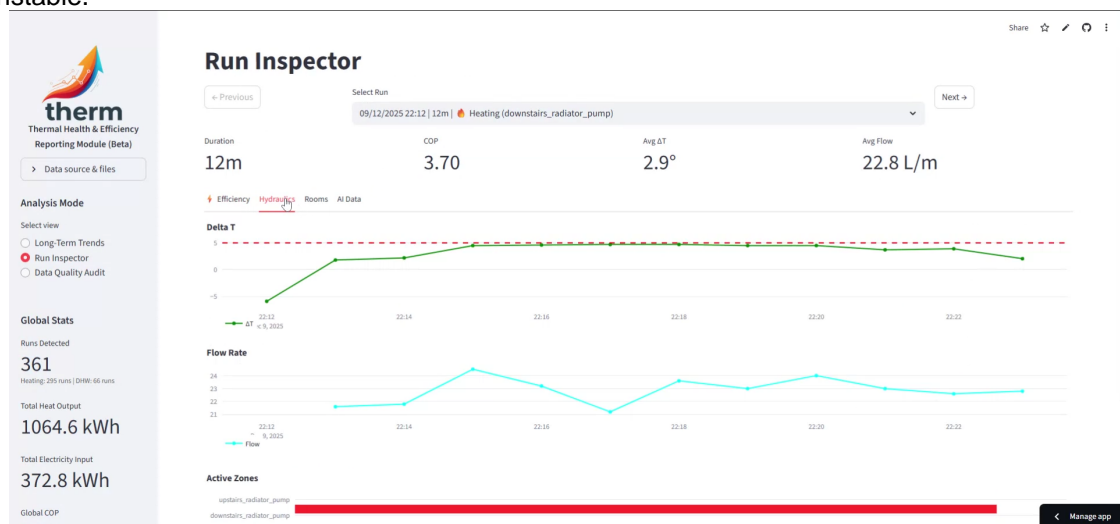 nstable.
Share
therm
Thermal Health & Efficiency
Reporting Module (Beta)
Data source & files
Analysis Mode
Select view
Long-Term Trends
Run Inspector
Data Quality Audit
Global Stats
Runs Detected
361
Heating: 295 runs | DHW: 66 runs
Total Heat Output
1064.6 kWh
Total Electricity Input
372.8 kWh
Global COP
Run Inspector
← Previous
Select Run
09/12/2025 22:12 | 12m | 🔥 Heating (downstairs_radiator_pump)
Next →
Duration COP Avg ΔT Avg Flow
12m 3.70 2.9° 22.8 L/m
Efficiency Hydraulics Rooms AI Data
Delta T
5
0
−5
22:12 22:14 22:16 22:18 22:20 22:22
ΔT 9, 2025
Flow Rate
24
23
22
21
22:12 22:14 22:16 22:18 22:20 22:22
9, 2025
Flow
Active Zones
upstairs_radiator_pump
downstairs_radiator_pump
Manage app